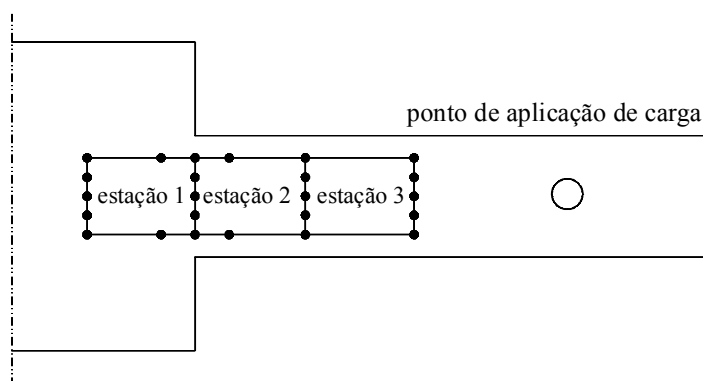 ponto de aplicação de carga
estação 1 estação 2 estação 3